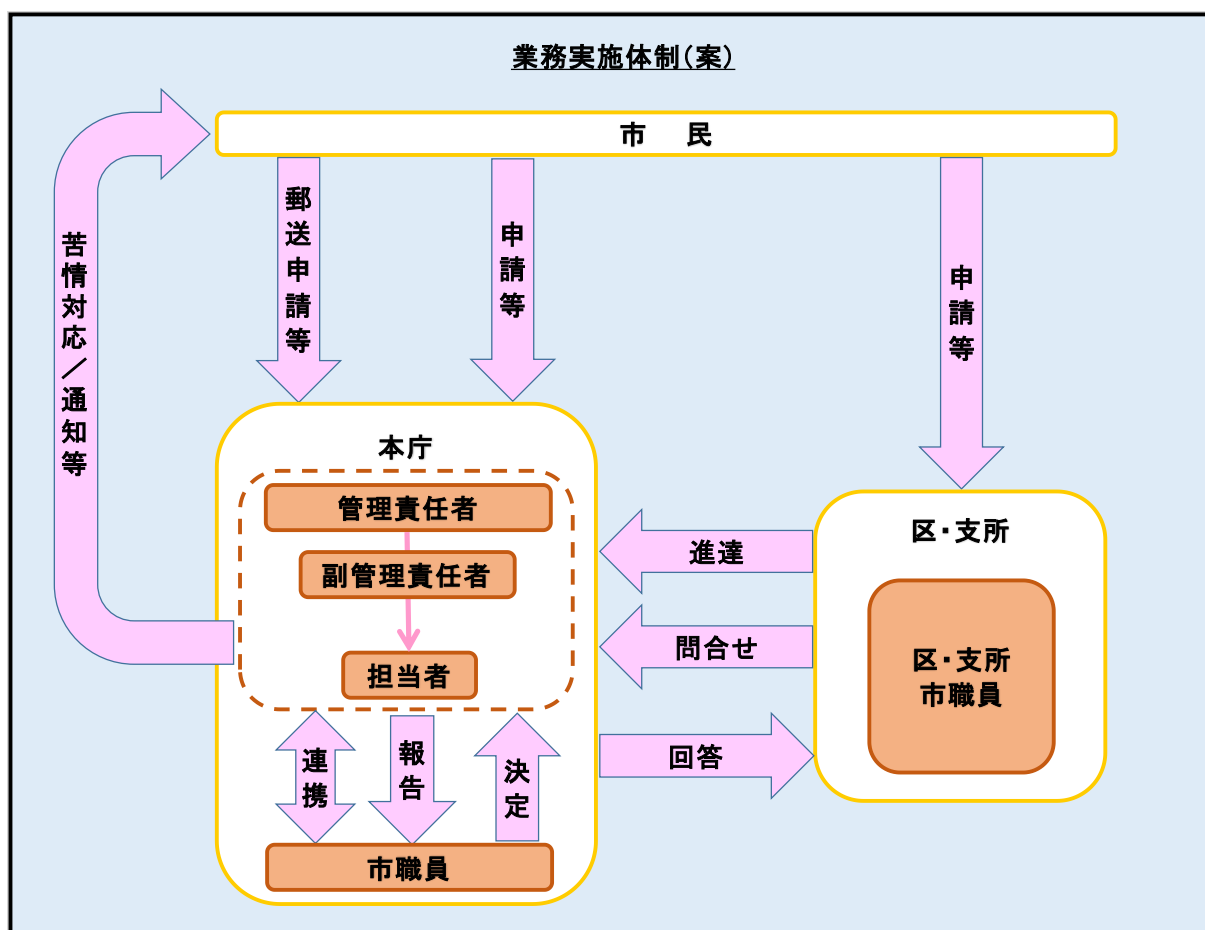 業務実施体制(案)
市　民
郵送申請等
申請等
申請等
苦情対応／通知等
本庁
管理責任者
副管理責任者
担当者
連携
報告
決定
市職員
進達
問合せ
回答
区・支所
区・支所
市職員